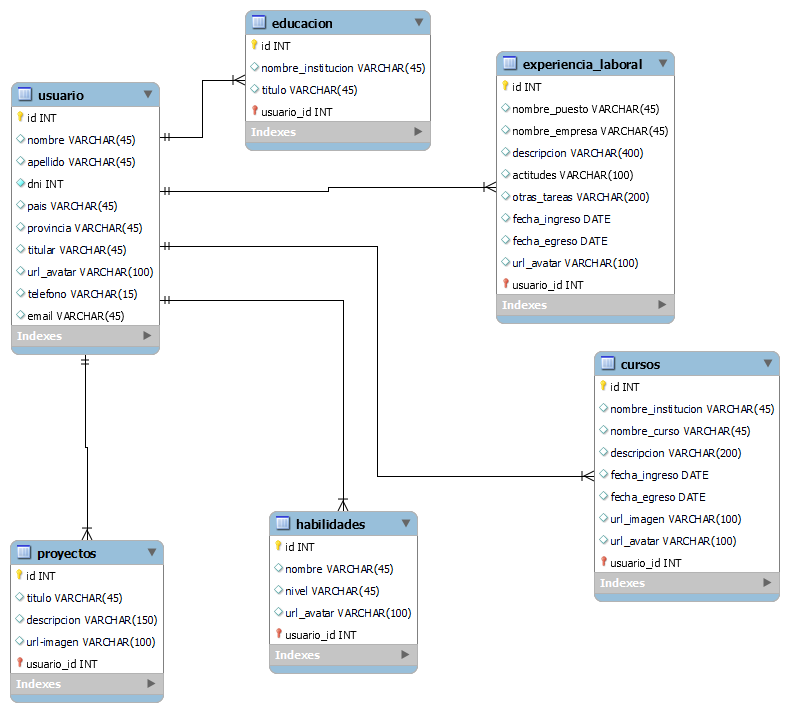 educacion
id INT
nombre_institucion VARCHAR(45)
titulo VARCHAR(45)
usuario_id INT
Indexes
experiencia_laboral
id INT
nombre_puesto VARCHAR(45)
nombre_empresa VARCHAR(45)
descripcion VARCHAR(400)
actitudes VARCHAR(100)
otras_tareas VARCHAR(200)
fecha_ingreso DATE
fecha_egreso DATE
url_avatar VARCHAR(100)
usuario_id INT
Indexes
usuario
id INT
nombre VARCHAR(45)
apellido VARCHAR(45)
dni INT
pais VARCHAR(45)
provincia VARCHAR(45)
titular VARCHAR(45)
url_avatar VARCHAR(100)
telefono VARCHAR(15)
email VARCHAR(45)
Indexes
cursos
id INT
nombre_institucion VARCHAR(45)
nombre_curso VARCHAR(45)
descripcion VARCHAR(200)
fecha_ingreso DATE
fecha_egreso DATE
url_imagen VARCHAR(100)
url_avatar VARCHAR(100)
usuario_id INT
Indexes
habilidades
id INT
nombre VARCHAR(45)
nivel VARCHAR(45)
url_avatar VARCHAR(100)
usuario_id INT
Indexes
proyectos
id INT
titulo VARCHAR(45)
descripcion VARCHAR(150)
url-imagen VARCHAR(100)
usuario_id INT
Indexes